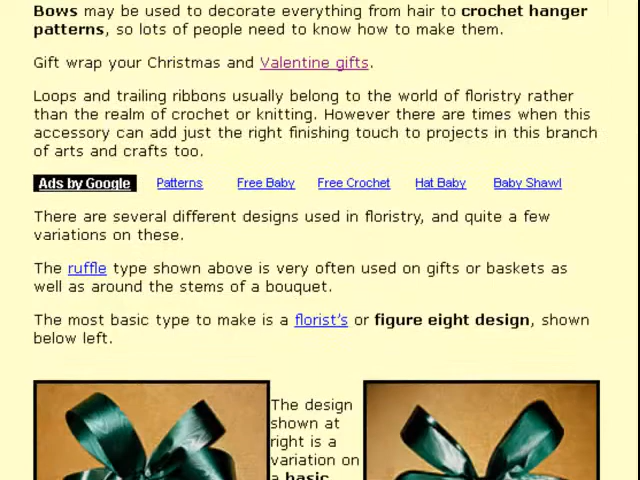 Bows may be used to decorate everything from hair to crochet hanger
patterns, so lots of people need to know how to make them.
Gift wrap your Christmas and Valentine gifts.
Loops and trailing ribbons usually belong to the world of floristry rather
than the realm of crochet or knitting. However there are times when this
accessory can add just the right finishing touch to projects in this branch
of arts and crafts too.
Ads by Google Patterns Free Baby Free Crochet Hat Baby Baby Shawl
There are several different designs used in floristry, and quite a few
variations on these.
The ruffle type shown above is very often used on gifts or baskets as
well as around the stems of a bouquet.
The most basic type to make is a florist's or figure eight design, shown
below left.
The design
shown at
right is a
variation on
a basic